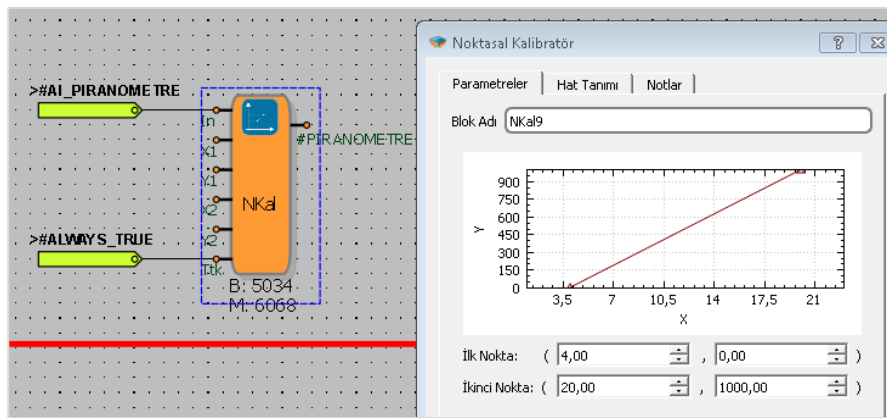 Noktasal Kalibratör
Parametreler
Hat Tanımı
Notlar
Blok Adı
NKal9
Y
900
750
600
450
300
150
0
3,5
7
10,5
14
17,5
21
X
İlk Nokta: ( 4,00 , 0,00 )
İkinci Nokta: ( 20,00 , 1000,00 )
>#AI_PIRANOMETRE
>#ALWAYS_TRUE
In
X1
Y1
X2
Y2
Ttk
NKal
#PIRANOMETRE
B: 5034
M: 6068